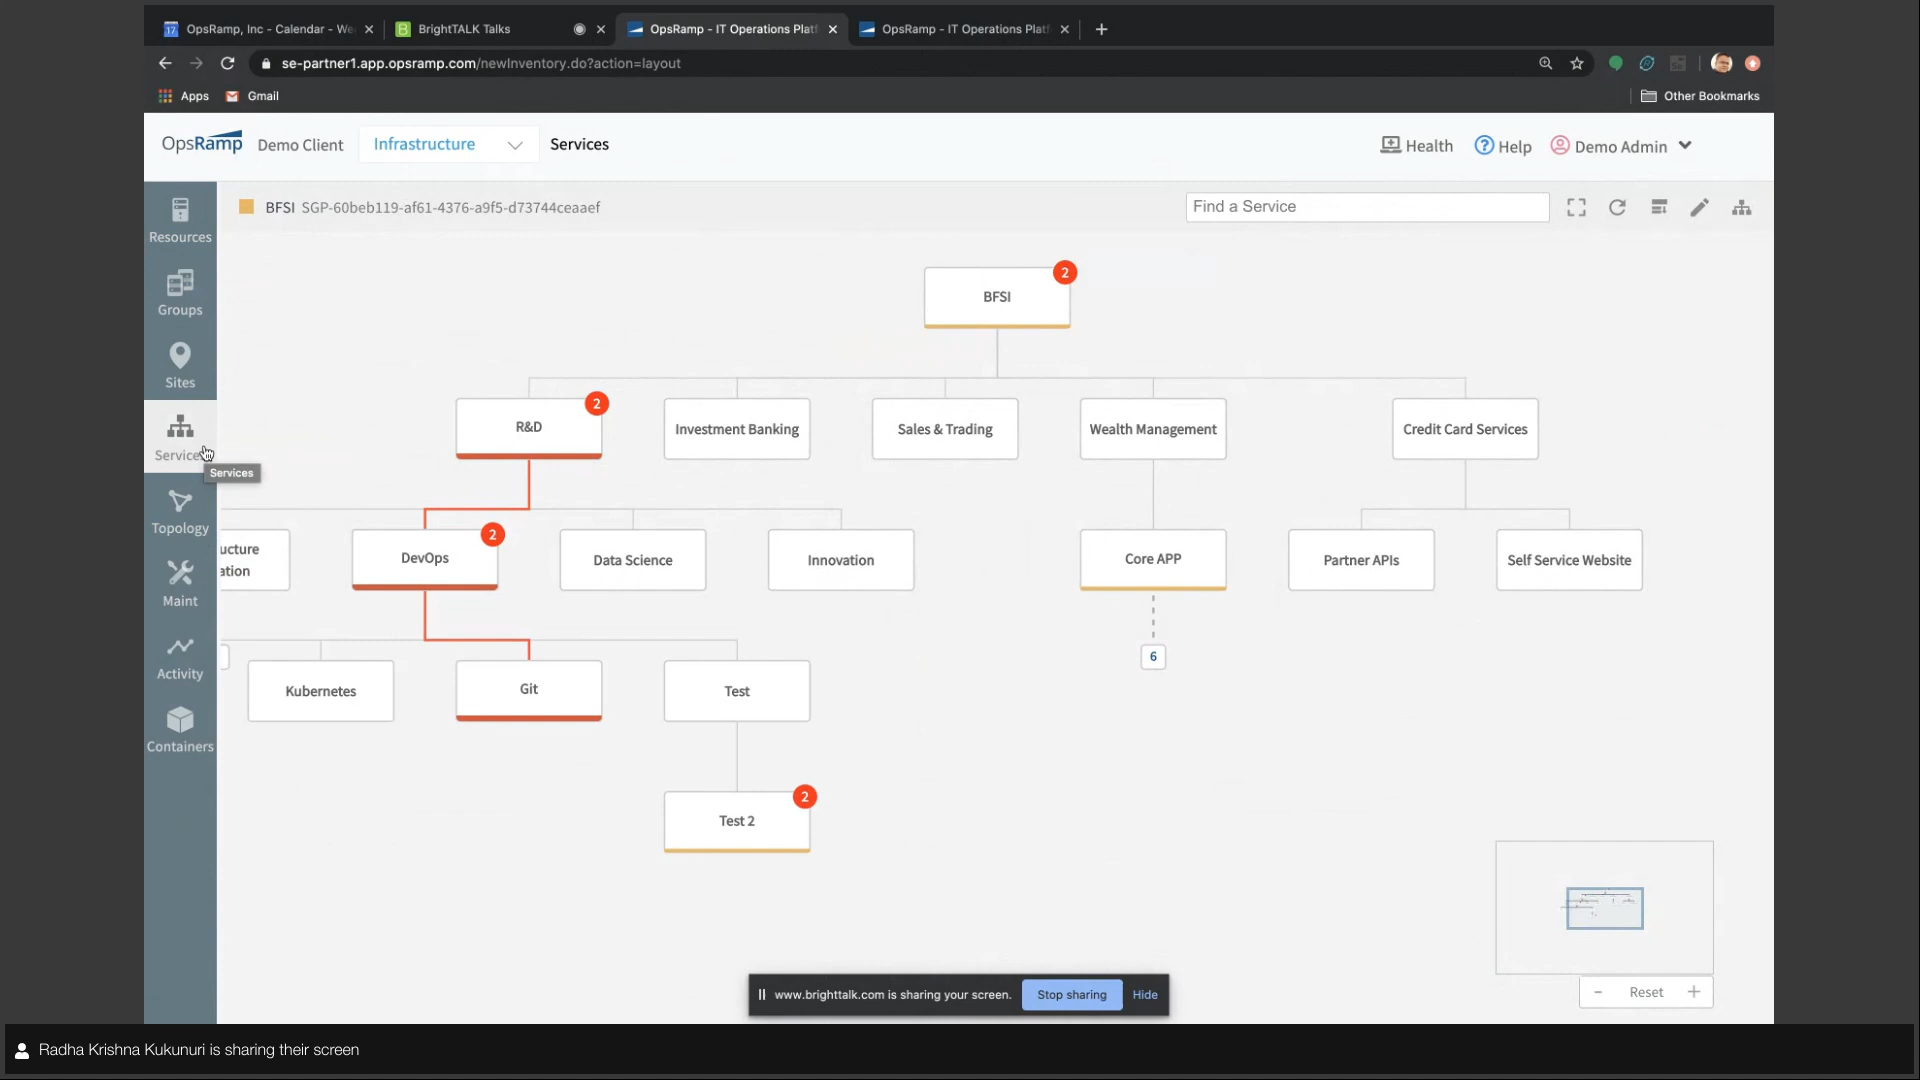 OpsRamp, Inc - Calendar - We
BrightTALK Talks
OpsRamp - IT Operations Platf
OpsRamp - IT Operations Platf
se-partner1.app.opsramp.com/newInventory.do?action=layout
Apps
Gmail
Other Bookmarks
OpsRamp
Demo Client
Infrastructure
Services
Health
Help
Demo Admin
Resources
Groups
Sites
Services
Services
Topology
Maint
Activity
Containers
BFSI SGP-60beb119-af61-4376-a9f5-d73744ceaaef
Find a Service
BFSI
2
R&D
2
Investment Banking
Sales & Trading
Wealth Management
Credit Card Services
ucture
ation
DevOps
2
Data Science
Innovation
Core APP
Partner APIs
Self Service Website
6
Kubernetes
Git
Test
Test 2
2
- Reset +
www.brighttalk.com is sharing your screen.
Stop sharing
Hide
Radha Krishna Kukunuri is sharing their screen